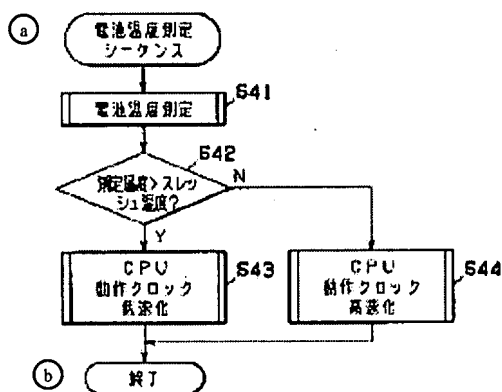 a
電池温度測定
シーケンス
電池温度測定
S41
S42
測定温度>スレッ
シュ温度?
N
Y
CPU
動作クロック
低速化
S43
CPU
動作クロック
高速化
S44
b
終了